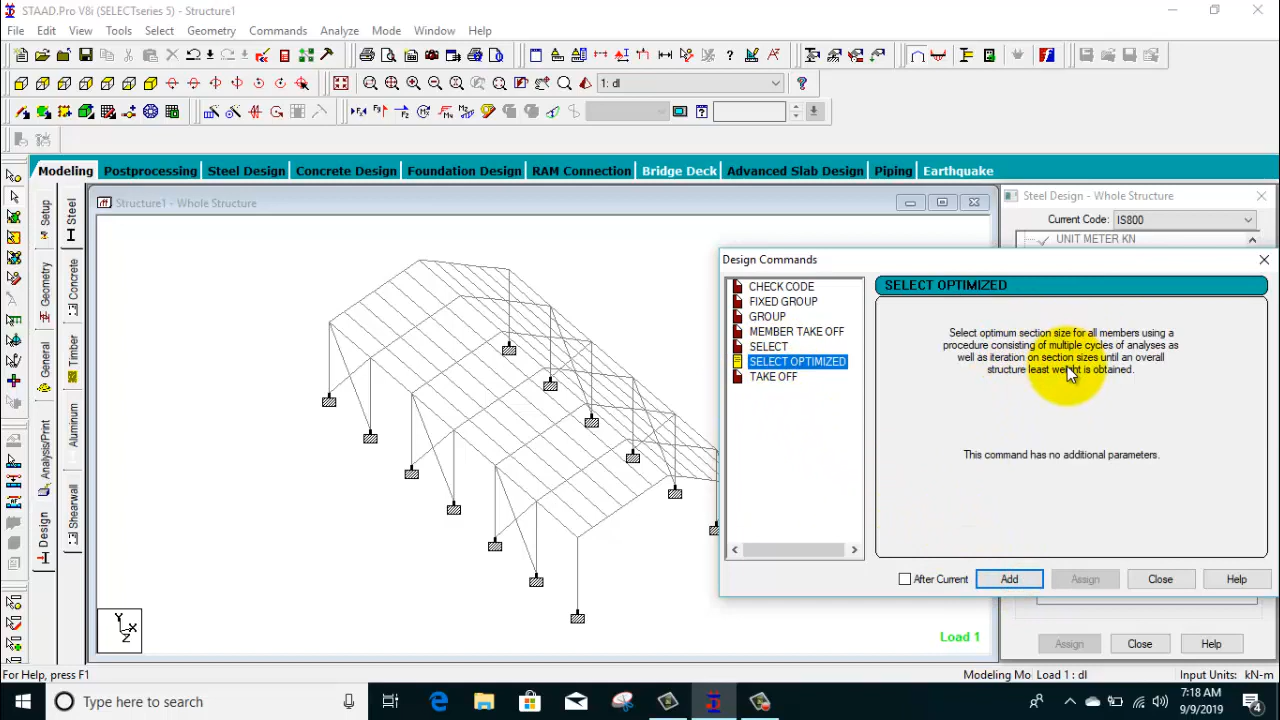 STAAD.Pro V8i (SELECTseries 5) - Structure1
File Edit View Tools Select Geometry Commands Analyze Mode Window Help
1: dl
Modeling Postprocessing Steel Design Concrete Design Foundation Design RAM Connection Bridge Deck Advanced Slab Design Piping Earthquake
Setup
Geometry
General
Analysis/Print
Design
Steel
Concrete
Timber
Aluminum
Shearwall
Structure1 - Whole Structure
Y
X
Z
Load 1
Steel Design - Whole Structure
Current Code: IS800
UNIT METER KN
Design Commands
CHECK CODE
FIXED GROUP
GROUP
MEMBER TAKE OFF
SELECT
SELECT OPTIMIZED
TAKE OFF
SELECT OPTIMIZED
Select optimum section size for all members using a
procedure consisting of multiple cycles of analyses as
well as iteration on section sizes until an overall
structure least weight is obtained.
This command has no additional parameters.
After Current Add Assign Close Help
Assign Close Help
For Help, press F1
Modeling Mo Load 1 : dl Input Units: kN-m
Type here to search
7:18 AM
9/9/2019
4